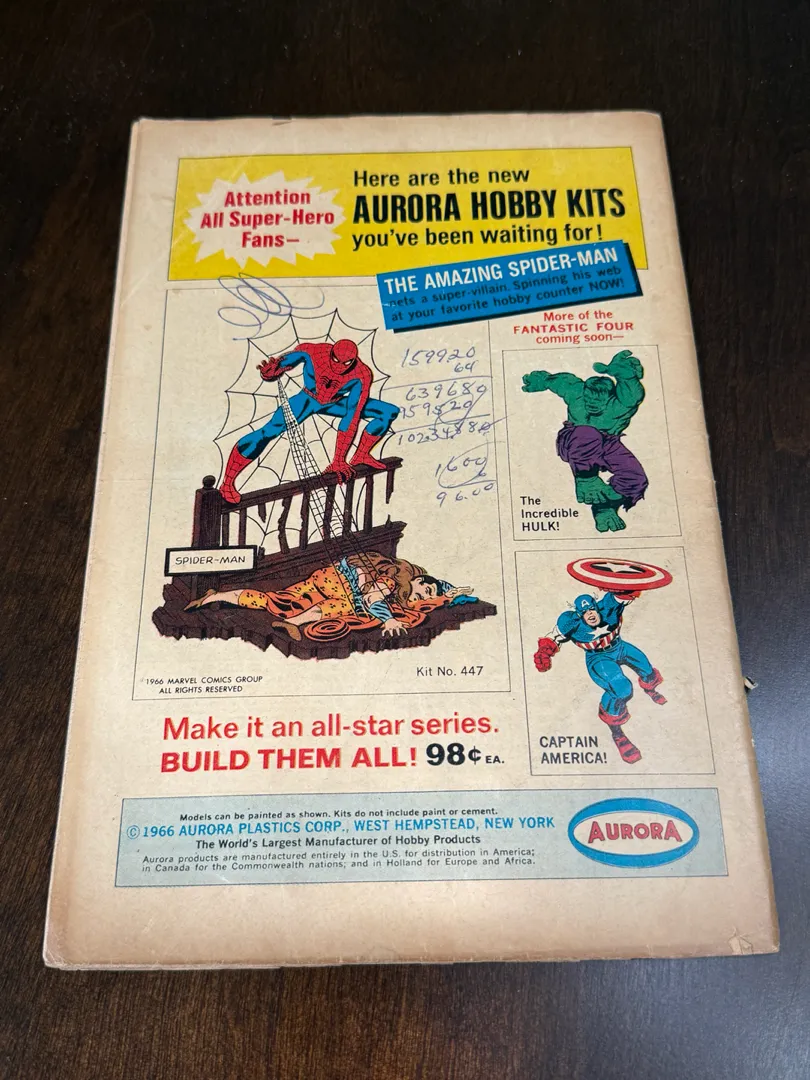 Attention
All Super-Hero
Fans—
Here are the new
AURORA HOBBY KITS
you've been waiting for!
THE AMAZING SPIDER-MAN
gets a super-villain. Spinning his web
at your favorite hobby counter NOW!
More of the
FANTASTIC FOUR
coming soon—
159920
64
639680
959520
1600
96.00
The
Incredible
HULK!
SPIDER-MAN
1966 MARVEL COMICS GROUP
ALL RIGHTS RESERVED
Kit No. 447
CAPTAIN
AMERICA!
Make it an all-star series.
BUILD THEM ALL! 98¢ EA.
Models can be painted as shown. Kits do not include paint or cement.
© 1966 AURORA PLASTICS CORP., WEST HEMPSTEAD, NEW YORK
The World's Largest Manufacturer of Hobby Products
Aurora products are manufactured entirely in the U.S. for distribution in America;
in Canada for the Commonwealth nations; and in Holland for Europe and Africa.
AURORA